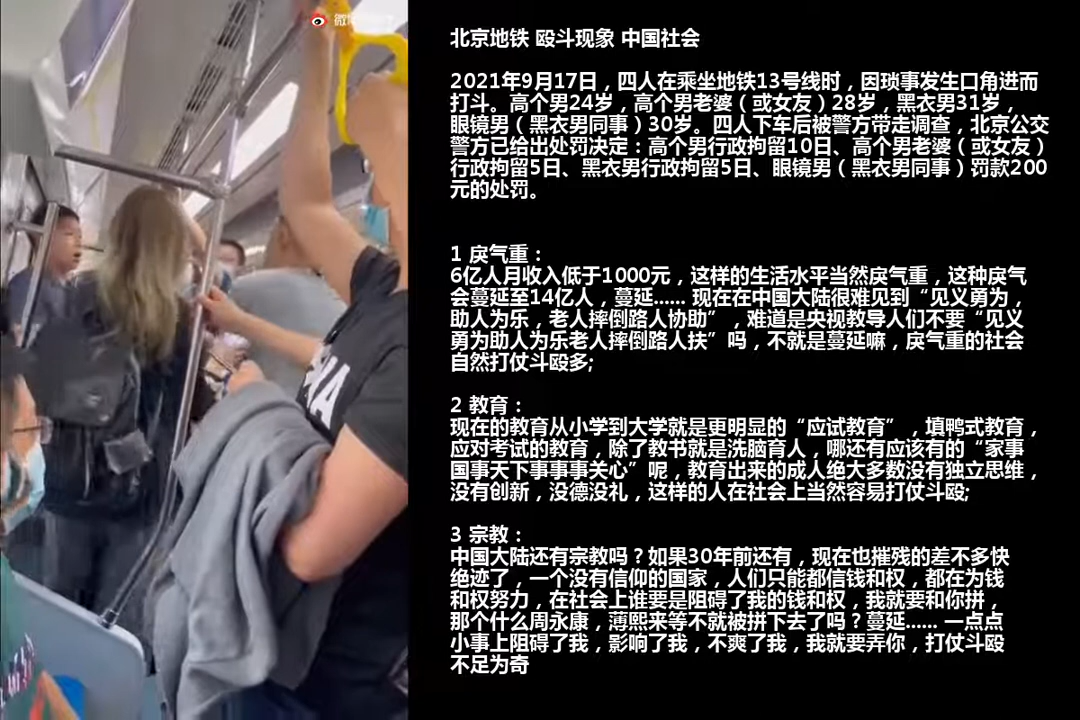 北京地铁 殴斗现象 中国社会
2021年9月17日，四人在乘坐地铁13号线时，因琐事发生口角进而
打斗。高个男24岁，高个男老婆（或女友）28岁，黑衣男31岁，
眼镜男（黑衣男同事）30岁。四人下车后被警方带走调查，北京公交
警方已给出处罚决定：高个男行政拘留10日、高个男老婆（或女友）
行政拘留5日、黑衣男行政拘留5日、眼镜男（黑衣男同事）罚款200
元的处罚。
1 戾气重：
6亿人月收入低于1000元，这样的生活水平当然戾气重，这种戾气
会蔓延至14亿人，蔓延...... 现在在中国大陆很难见到“见义勇为，
助人为乐，老人摔倒路人协助”，难道是央视教导人们不要“见义
勇为助人为乐老人摔倒路人扶”吗，不就是蔓延嘛，戾气重的社会
自然打仗斗殴多;
2 教育：
现在的教育从小学到大学就是更明显的“应试教育”，填鸭式教育，
应对考试的教育，除了教书就是洗脑育人，哪还有应该有的“家事
国事天下事事事关心”呢，教育出来的成人绝大多数没有独立思维，
没有创新，没德没礼，这样的人在社会上当然容易打仗斗殴;
3 宗教：
中国大陆还有宗教吗？如果30年前还有，现在也摧残的差不多快
绝迹了，一个没有信仰的国家，人们只能都信钱和权，都在为钱
和权努力，在社会上谁要是阻碍了我的钱和权，我就要和你拼，
那个什么周永康，薄熙来等不就被拼下去了吗？蔓延...... 一点点
小事上阻碍了我，影响了我，不爽了我，我就要弄你，打仗斗殴
不足为奇